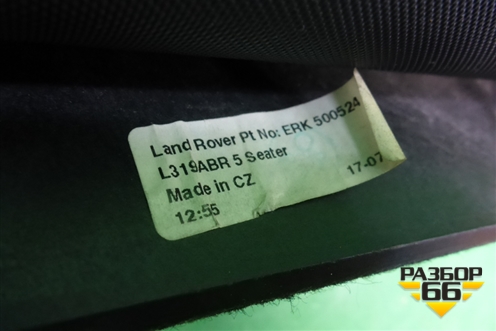 Land Rover Pt No: ERK 500524
L319ABR 5 Seater
Made in CZ
12:55 17-07
РАЗБОР
66